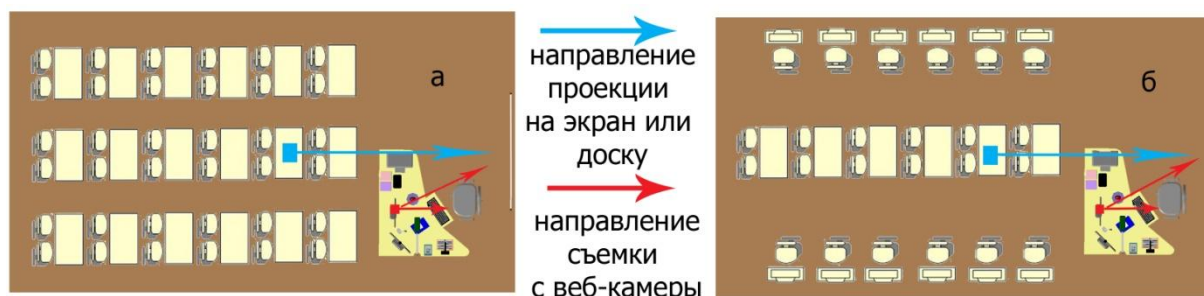 а
направление
проекции
на экран или
доску
направление
съемки
с веб-камеры
б